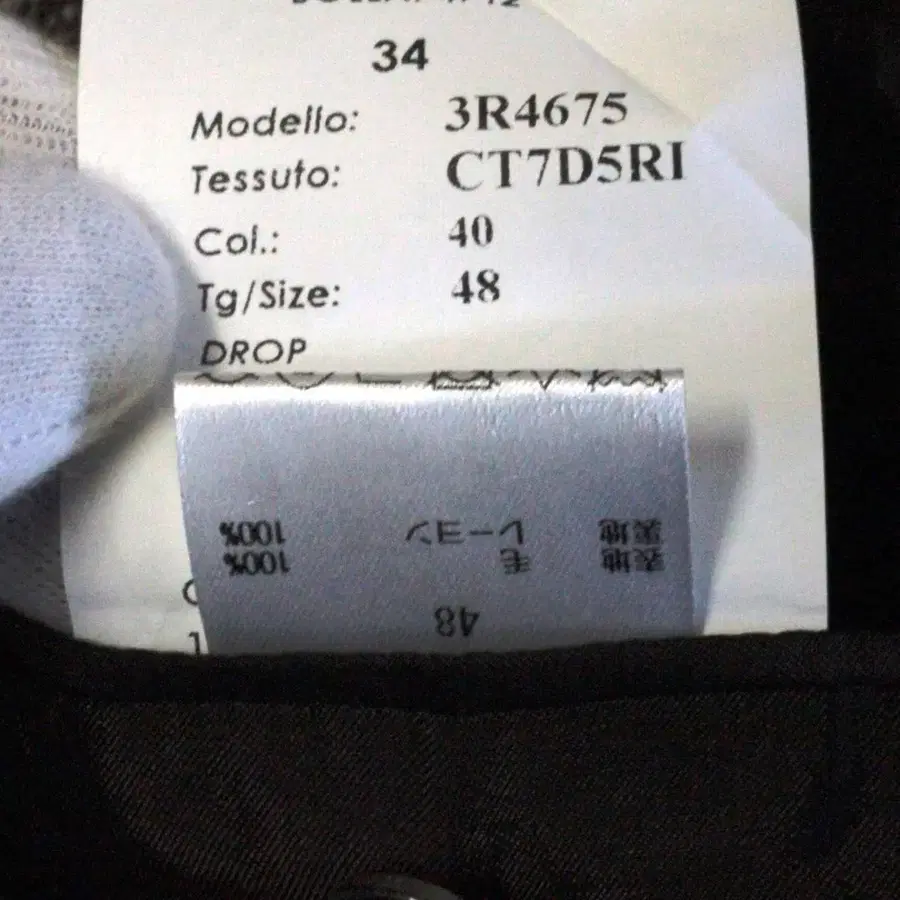 34
Modello: 3R4675
Tessuto: CT7D5RI
Col.: 40
Tg/Size: 48
DROP
48
表地 毛 100%
裏地 レーヨン 100%